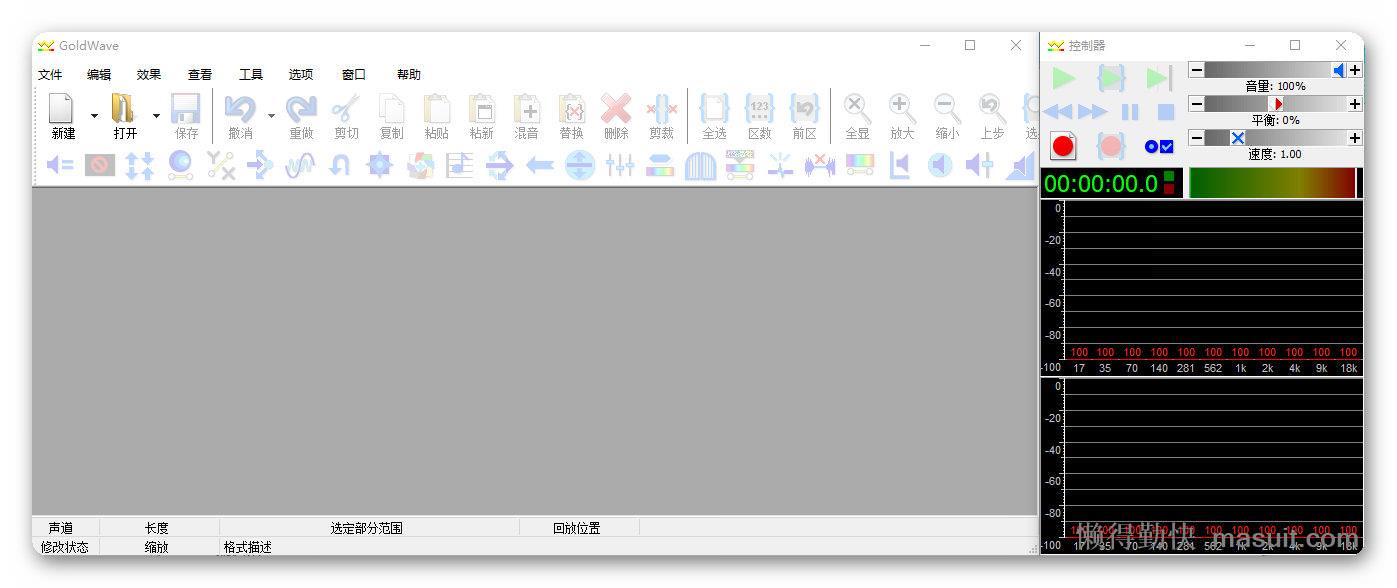 GoldWave
文件 编辑 效果 查看 工具 选项 窗口 帮助
新建 打开 保存 撤消 重做 剪切 复制 粘贴 粘新 混音 替换 删除 剪裁 全选 区数 前区 全显 放大 缩小 上步 选
控制器
音量: 100%
平衡: 0%
速度: 1.00
00:00:00.0
0
-20
-40
-60
-80
100 100 100 100 100 100 100 100 100 100 100
-100 17 35 70 140 281 562 1k 2k 4k 9k 18k
0
-20
-40
-60
-80
100 100 100 100 100 100 100 100 100 100 100
-100 17 35 70 140 281 562 1k 2k 4k 9k 18k
懒得勤快 masuit.com
声道 长度 选定部分范围 回放位置
修改状态 缩放 格式描述